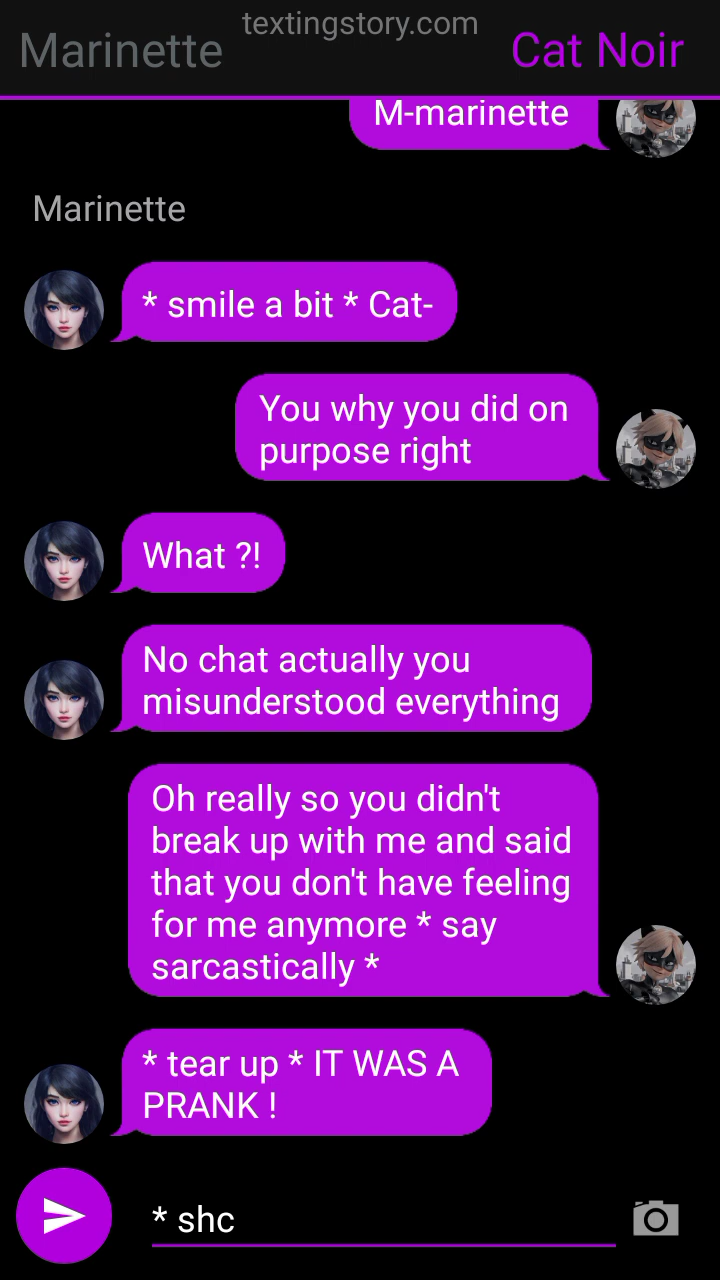 textingstory.com
Marinette
Cat Noir
M-marinette
Marinette
* smile a bit * Cat-
You why you did on
purpose right
What ?!
No chat actually you
misunderstood everything
Oh really so you didn't
break up with me and said
that you don't have feeling
for me anymore * say
sarcastically *
* tear up * IT WAS A
PRANK !
* shc